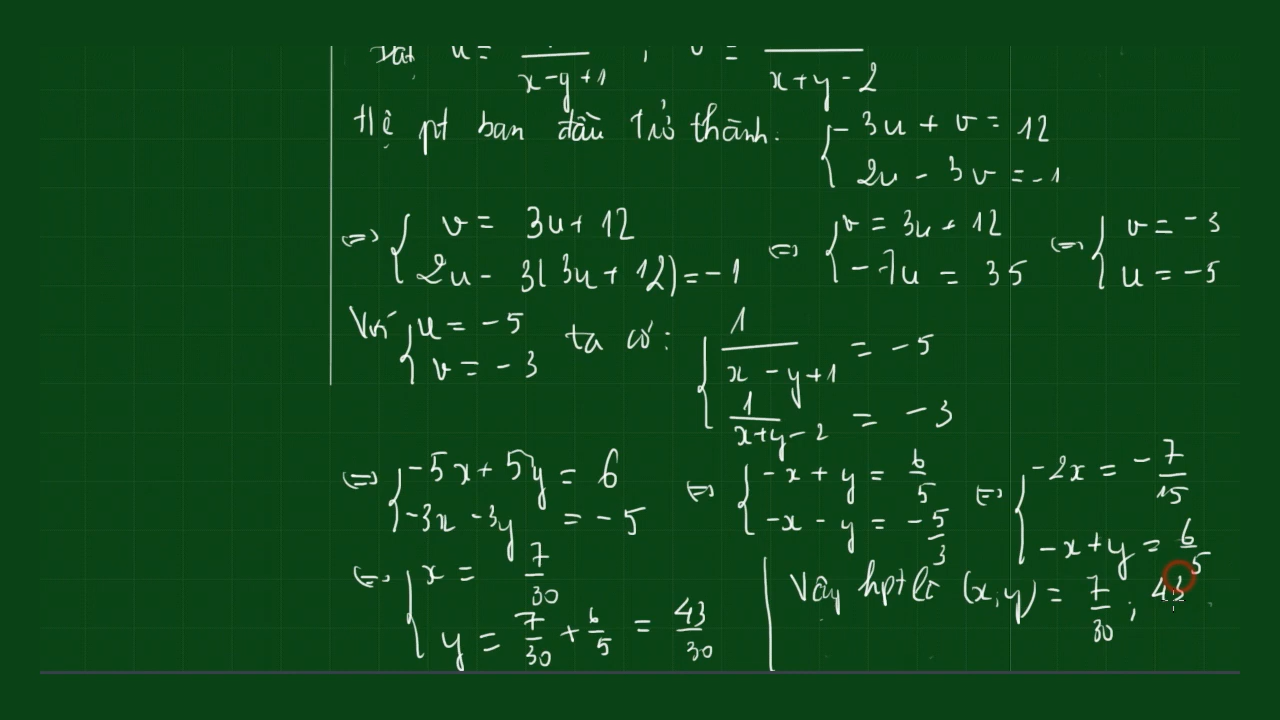 Đặt u = ─/(x-y+1) ; v = ─/(x+y-2)
Hệ pt ban đầu trở thành: { -3u + v = 12
2u - 3v = -1
⇔ { v = 3u + 12 ⇔ { v = 3u + 12 ⇔ { v = -3
2u - 3(3u + 12) = -1 -7u = 35 u = -5
Với { u = -5 ta có: { 1/(x - y + 1) = -5
v = -3 1/(x+y-2) = -3
⇔ { -5x + 5y = 6 ⇔ { -x + y = 6/5 ⇔ { -2x = -7/15
-3x - 3y = -5 -x - y = -5/3 -x + y = 6/5
⇔ { x = 7/30
y = 7/30 + 6/5 = 43/30
Vậy hpt là (x,y) = 7/30 ; 43